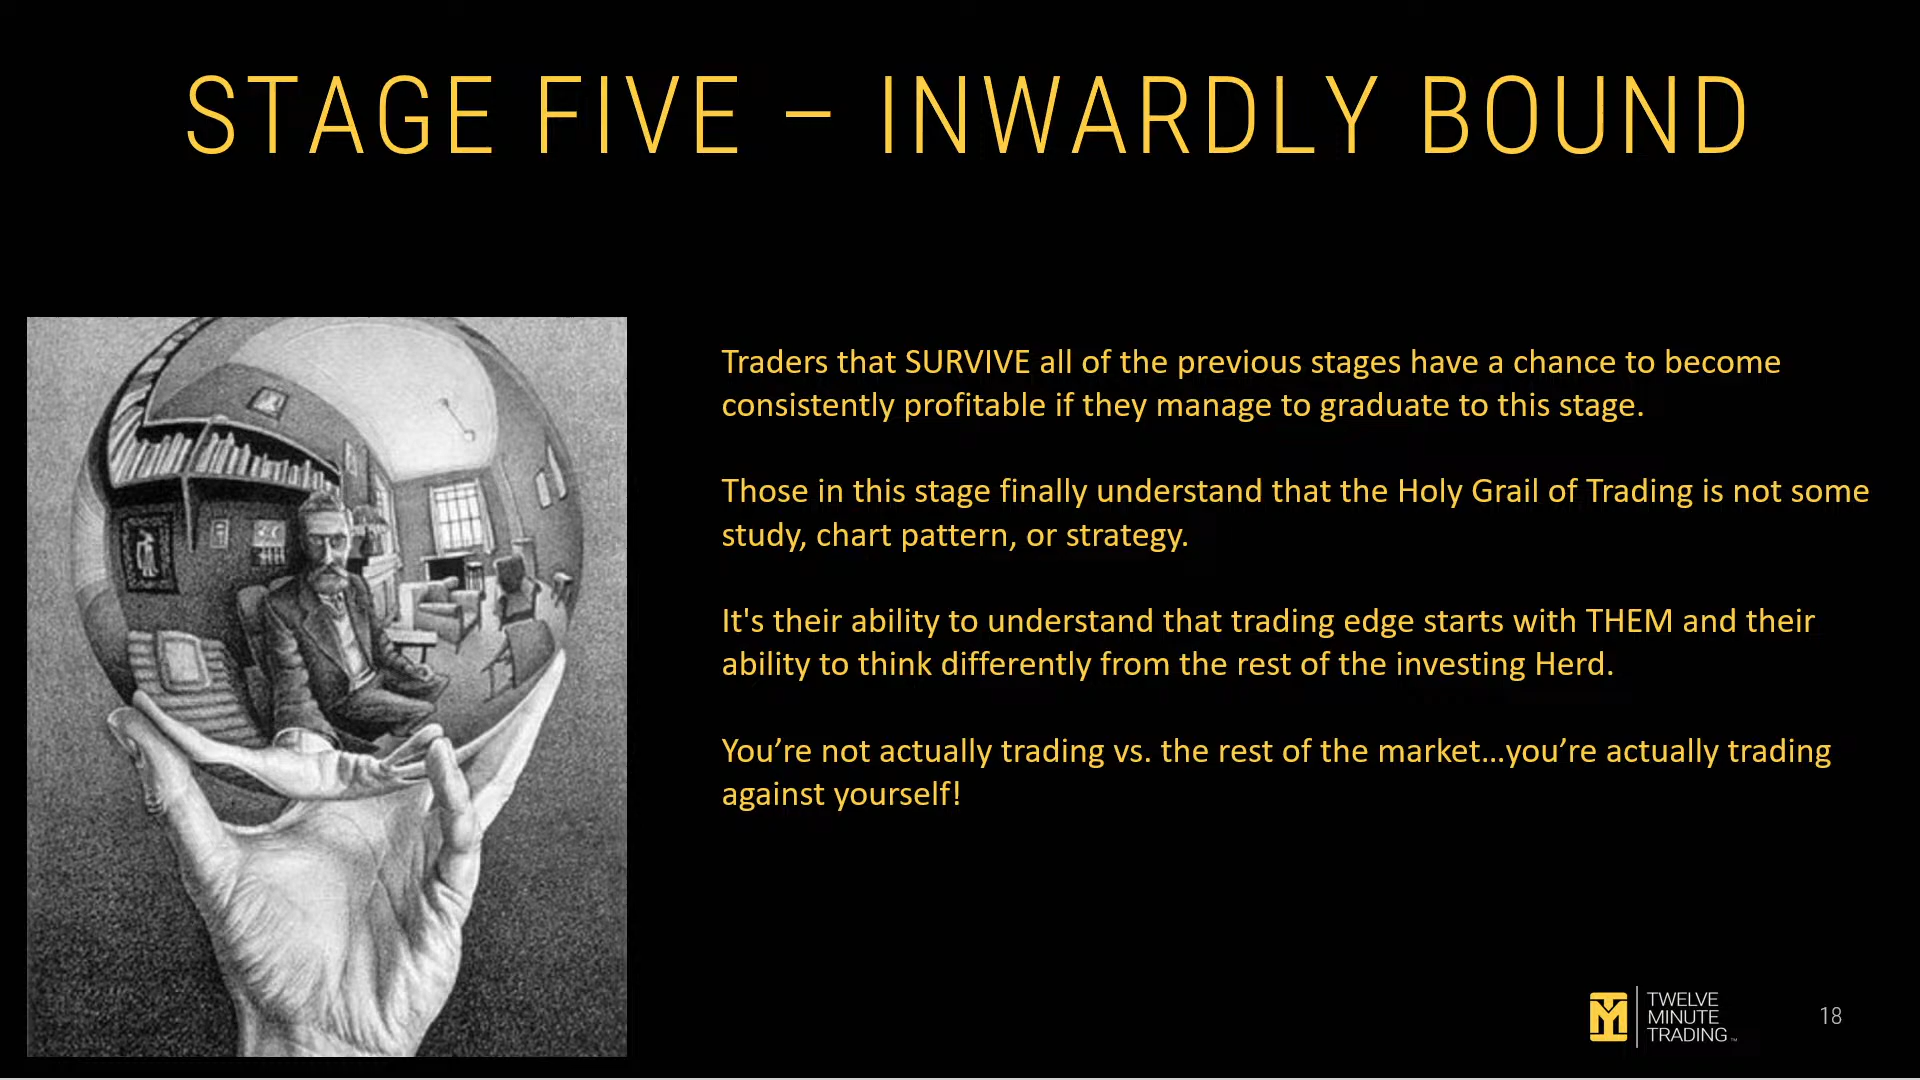 STAGE FIVE – INWARDLY BOUND
Traders that SURVIVE all of the previous stages have a chance to become
consistently profitable if they manage to graduate to this stage.
Those in this stage finally understand that the Holy Grail of Trading is not some
study, chart pattern, or strategy.
It's their ability to understand that trading edge starts with THEM and their
ability to think differently from the rest of the investing Herd.
You’re not actually trading vs. the rest of the market…you’re actually trading
against yourself!
TWELVE
MINUTE
TRADING™
18